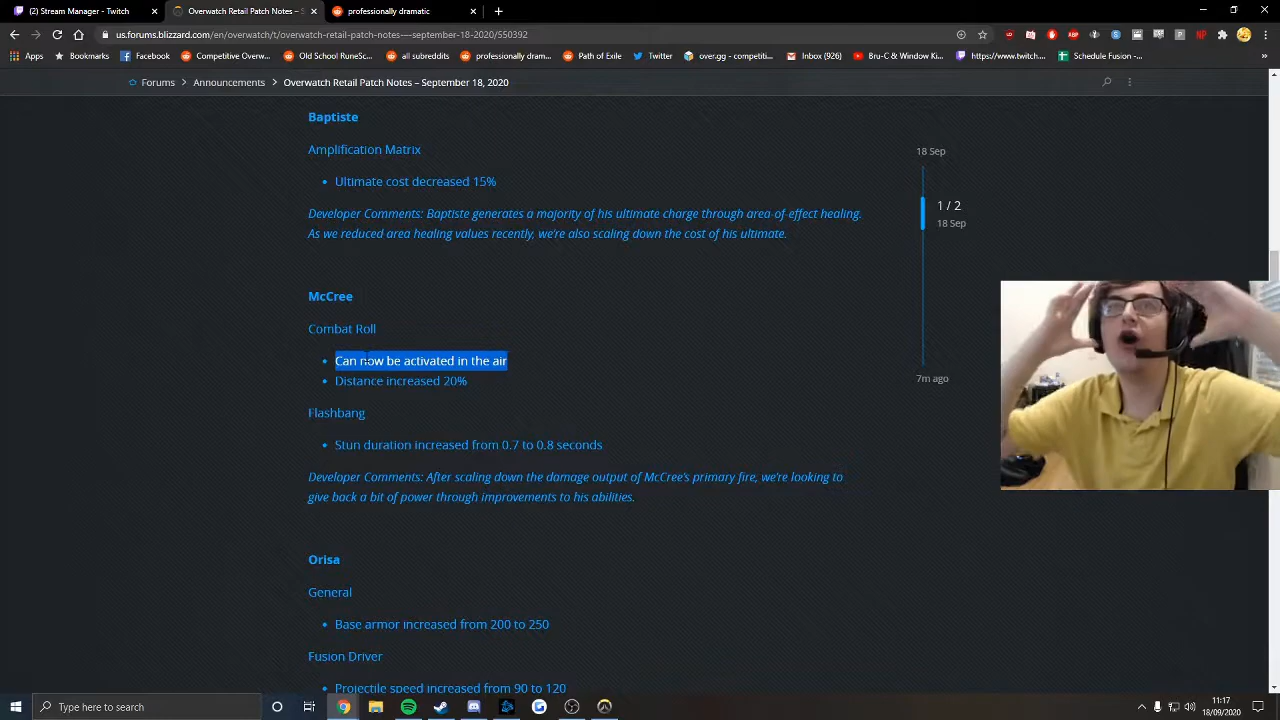 (2) Stream Manager - Twitch
Overwatch Retail Patch Notes – S
professionally dramatic
us.forums.blizzard.com/en/overwatch/t/overwatch-retail-patch-notes-–-september-18-2020/550392
Apps
Booking
Facebook
Competitive Overw...
Old School RuneSc...
all subreddits
professionally dram...
Path of Exile
Twitter
over.gg - competiti...
Inbox (926)
Bru-C & Window Ki...
https://www.twitch....
Schedule Fusion -...
Forums > Announcements > Overwatch Retail Patch Notes – September 18, 2020
Baptiste
Amplification Matrix
• Ultimate cost decreased 15%
Developer Comments: Baptiste generates a majority of his ultimate charge through area-of-effect healing.
As we reduced area healing values recently, we're also scaling down the cost of his ultimate.
18 Sep
1 / 2
18 Sep
7m ago
McCree
Combat Roll
• Can now be activated in the air
• Distance increased 20%
Flashbang
• Stun duration increased from 0.7 to 0.8 seconds
Developer Comments: After scaling down the damage output of McCree's primary fire, we're looking to
give back a bit of power through improvements to his abilities.
Orisa
General
• Base armor increased from 200 to 250
Fusion Driver
• Projectile speed increased from 90 to 120
Type here to search
11:17
18/09/2020